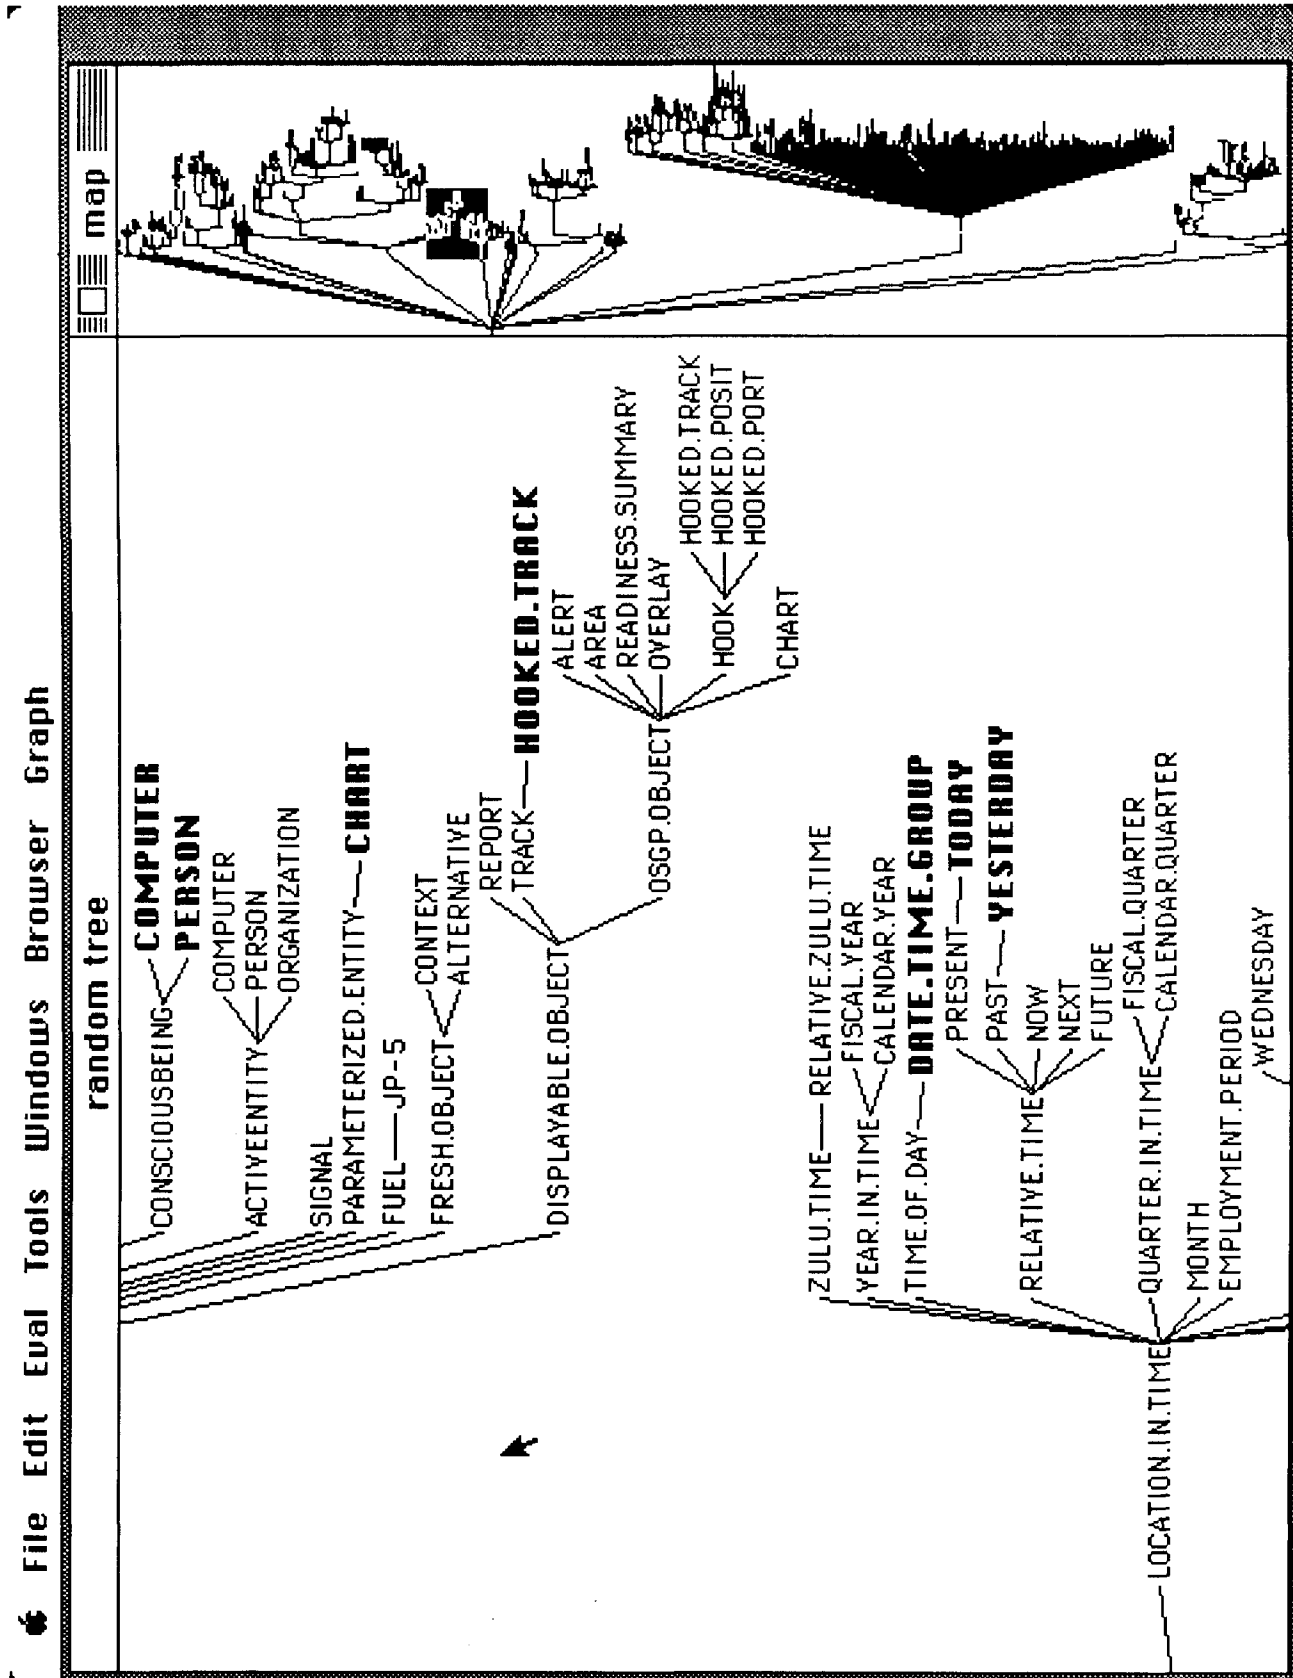 File Edit Eval Tools Windows Browser Graph
random tree
map
COMPUTER
CONSCIOUSBEING
PERSON
COMPUTER
ACTIVEENTITY
PERSON
ORGANIZATION
SIGNAL
PARAMETERIZED.ENTITY
CHART
FUEL
JP-5
CONTEXT
FRESH.OBJECT
ALTERNATIVE
REPORT
TRACK
HOOKED.TRACK
DISPLAYABLE.OBJECT
ALERT
AREA
READINESS.SUMMARY
OSGP.OBJECT
OVERLAY
HOOKED.TRACK
HOOK
HOOKED.POSIT
HOOKED.PORT
CHART
ZULU.TIME
RELATIVE.ZULU.TIME
FISCAL.YEAR
YEAR.IN.TIME
CALENDAR.YEAR
TIME.OF.DAY
DATE.TIME.GROUP
PRESENT
TODAY
PAST
YESTERDAY
RELATIVE.TIME
NOW
NEXT
FUTURE
FISCAL.QUARTER
QUARTER.IN.TIME
CALENDAR.QUARTER
LOCATION.IN.TIME
MONTH
EMPLOYMENT.PERIOD
WEDNESDAY